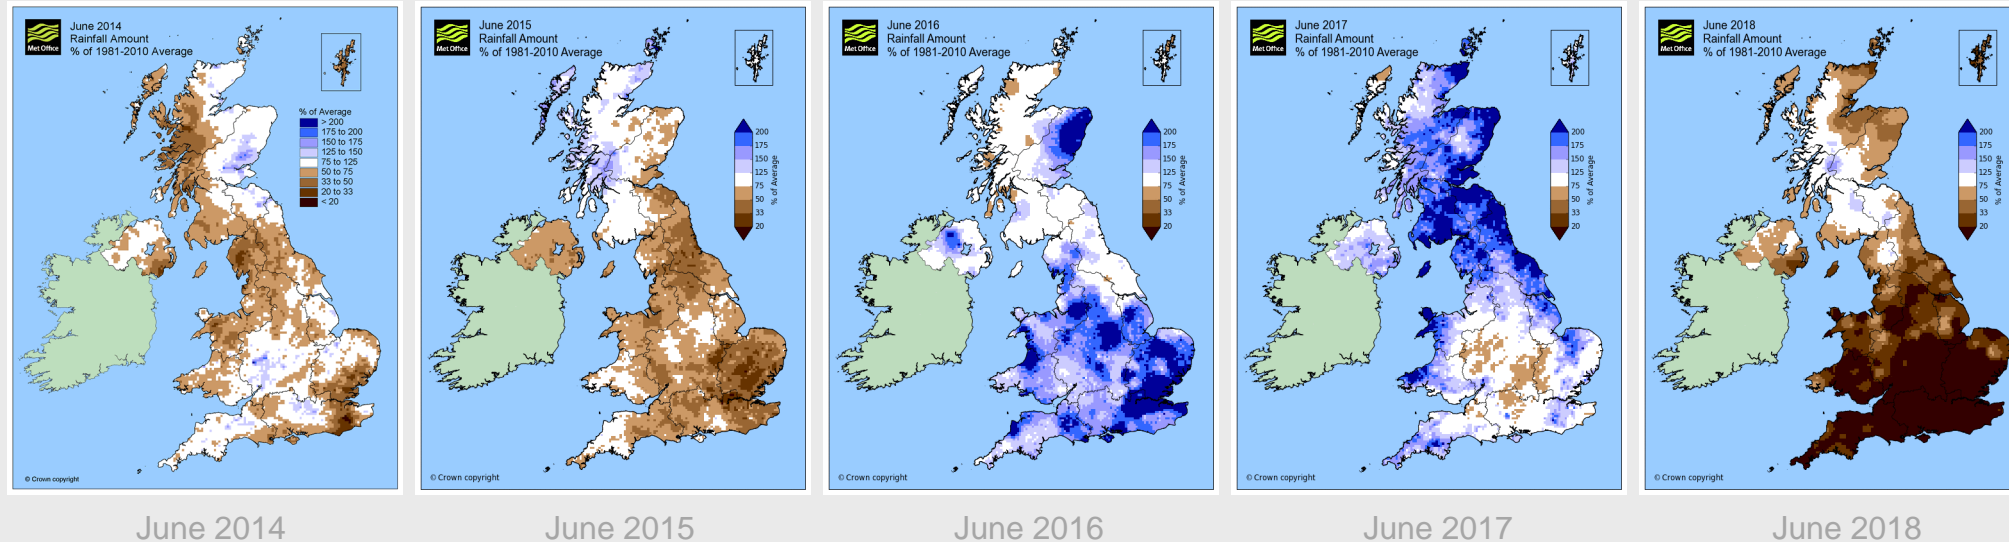 June 2014
Rainfall Amount
% of 1981-2010 Average
Met Office
% of Average
> 200
175 to 200
150 to 175
125 to 150
75 to 125
50 to 75
33 to 50
20 to 33
< 20
© Crown copyright
June 2014
June 2015
Rainfall Amount
% of 1981-2010 Average
Met Office
200
175
150
125
75
50
33
20
% of Average
© Crown copyright
June 2015
June 2016
Rainfall Amount
% of 1981-2010 Average
Met Office
200
175
150
125
75
50
33
20
% of Average
© Crown copyright
June 2016
June 2017
Rainfall Amount
% of 1981-2010 Average
Met Office
200
175
150
125
75
50
33
20
% of Average
© Crown copyright
June 2017
June 2018
Rainfall Amount
% of 1981-2010 Average
Met Office
200
175
150
125
75
50
33
20
% of Average
© Crown copyright
June 2018